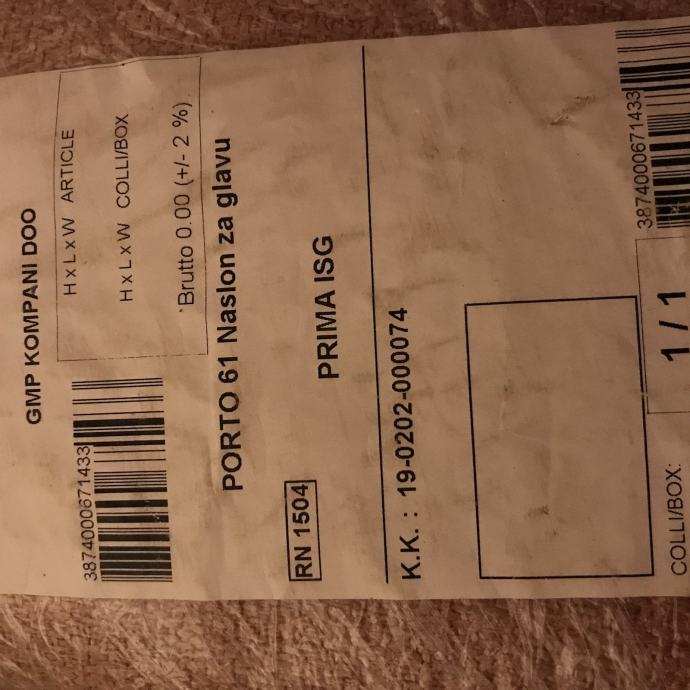 GMP KOMPANI DOO
3874000671433
H x L x W ARTICLE
H x L x W COLLI/BOX
Brutto 0.00 (+/- 2 %)
PORTO 61 Naslon za glavu
RN 1504
PRIMA ISG
K.K. : 19-0202-000074
COLLI/BOX:
1 / 1
3874000671433